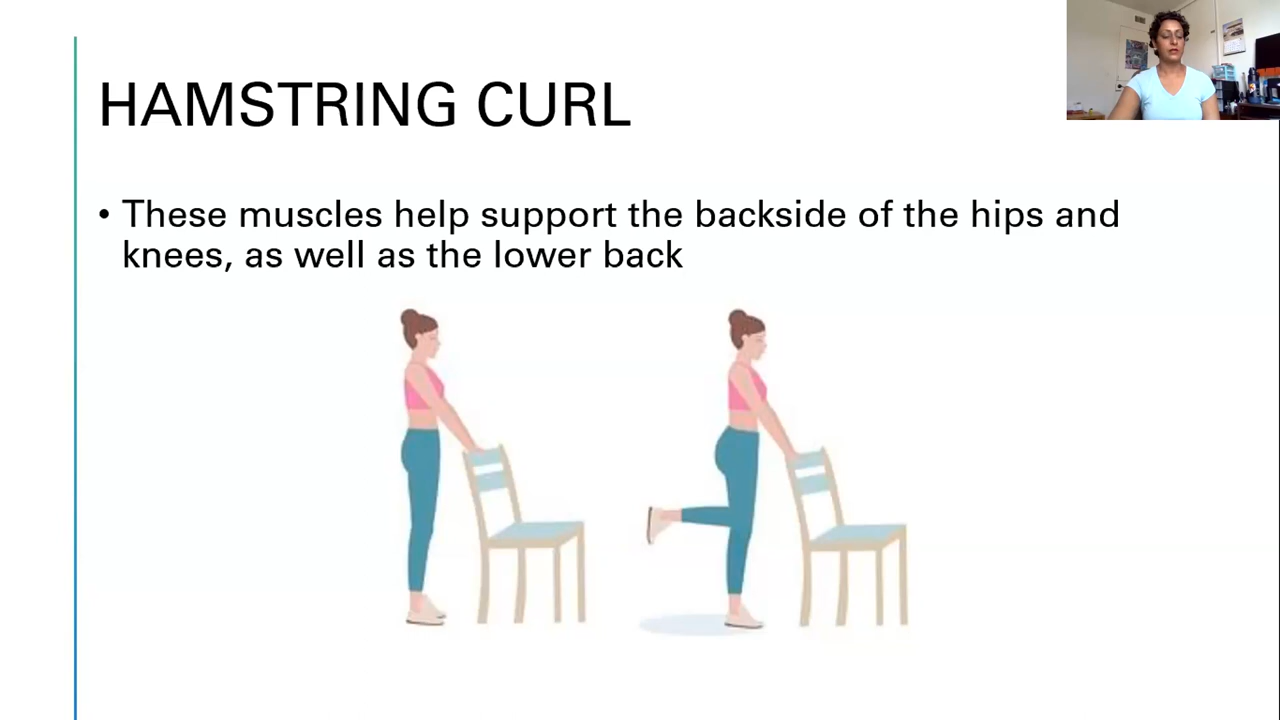 HAMSTRING CURL
• These muscles help support the backside of the hips and
knees, as well as the lower back